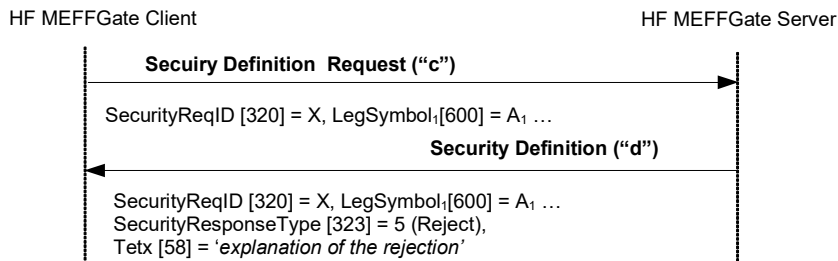 HF MEFFGate Client
HF MEFFGate Server
Secuiry Definition Request (“c”)
SecurityReqID [320] = X, LegSymbol₁[600] = A₁ …
Security Definition (“d”)
SecurityReqID [320] = X, LegSymbol₁[600] = A₁ …
SecurityResponseType [323] = 5 (Reject),
Tetx [58] = ‘explanation of the rejection’